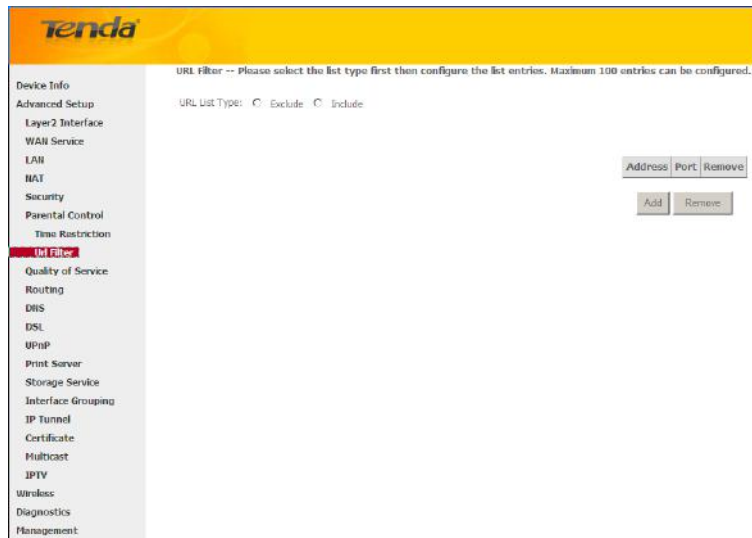 Tenda
Device Info
Advanced Setup
Layer2 Interface
WAN Service
LAN
NAT
Security
Parental Control
Time Restriction
Url Filter
Quality of Service
Routing
DNS
DSL
UPnP
Print Server
Storage Service
Interface Grouping
IP Tunnel
Certificate
Multicast
IPTV
Wireless
Diagnostics
Management
URL Filter -- Please select the list type first then configure the list entries. Maximum 100 entries can be configured.
URL List Type: Exclude Include
Address Port Remove
Add Remove